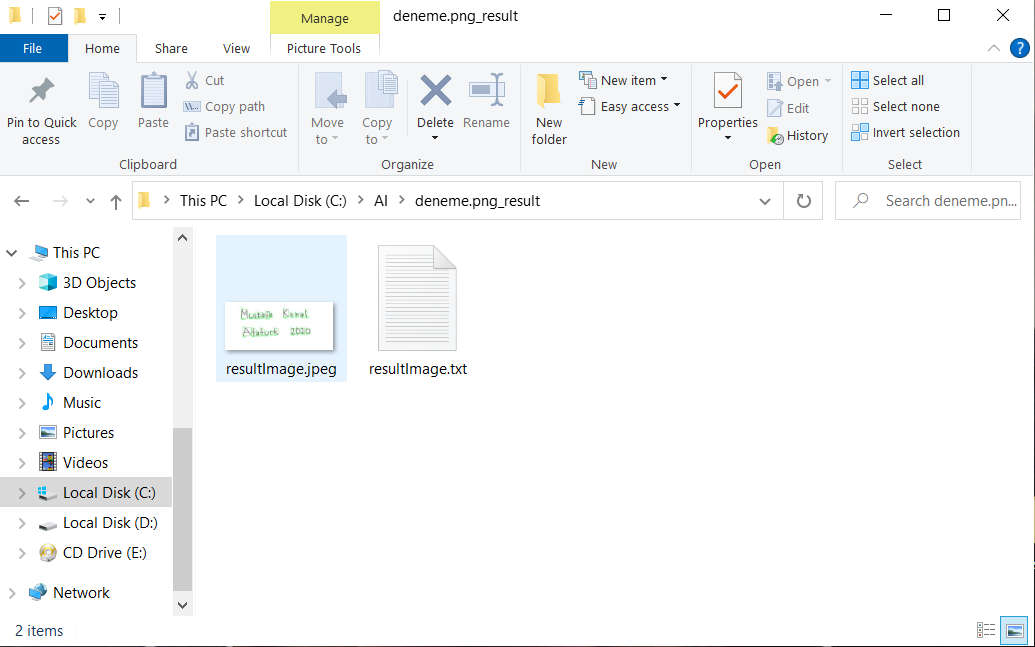 Manage
deneme.png_result
File
Home
Share
View
Picture Tools
Pin to Quick access
Copy
Paste
Cut
Copy path
Paste shortcut
Clipboard
Move to
Copy to
Delete
Rename
Organize
New folder
New item
Easy access
New
Properties
Open
Edit
History
Open
Select all
Select none
Invert selection
Select
This PC
Local Disk (C:)
AI
deneme.png_result
Search deneme.pn...
This PC
3D Objects
Desktop
Documents
Downloads
Music
Pictures
Videos
Local Disk (C:)
Local Disk (D:)
CD Drive (E:)
Network
Mustafa Kemal
Atatürk 2020
resultImage.jpeg
resultImage.txt
2 items